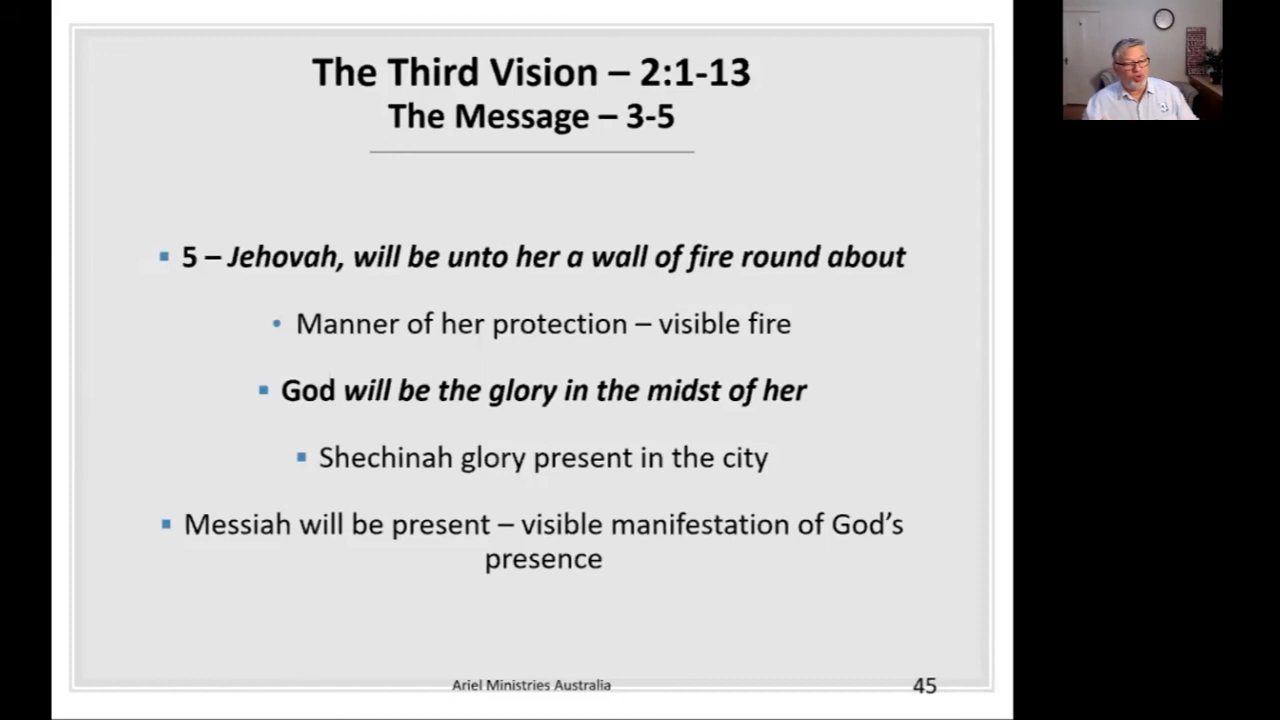 The Third Vision – 2:1-13
The Message – 3-5
▪ 5 – Jehovah, will be unto her a wall of fire round about
• Manner of her protection – visible fire
▪ God will be the glory in the midst of her
▪ Shechinah glory present in the city
▪ Messiah will be present – visible manifestation of God’s
presence
Ariel Ministries Australia
45